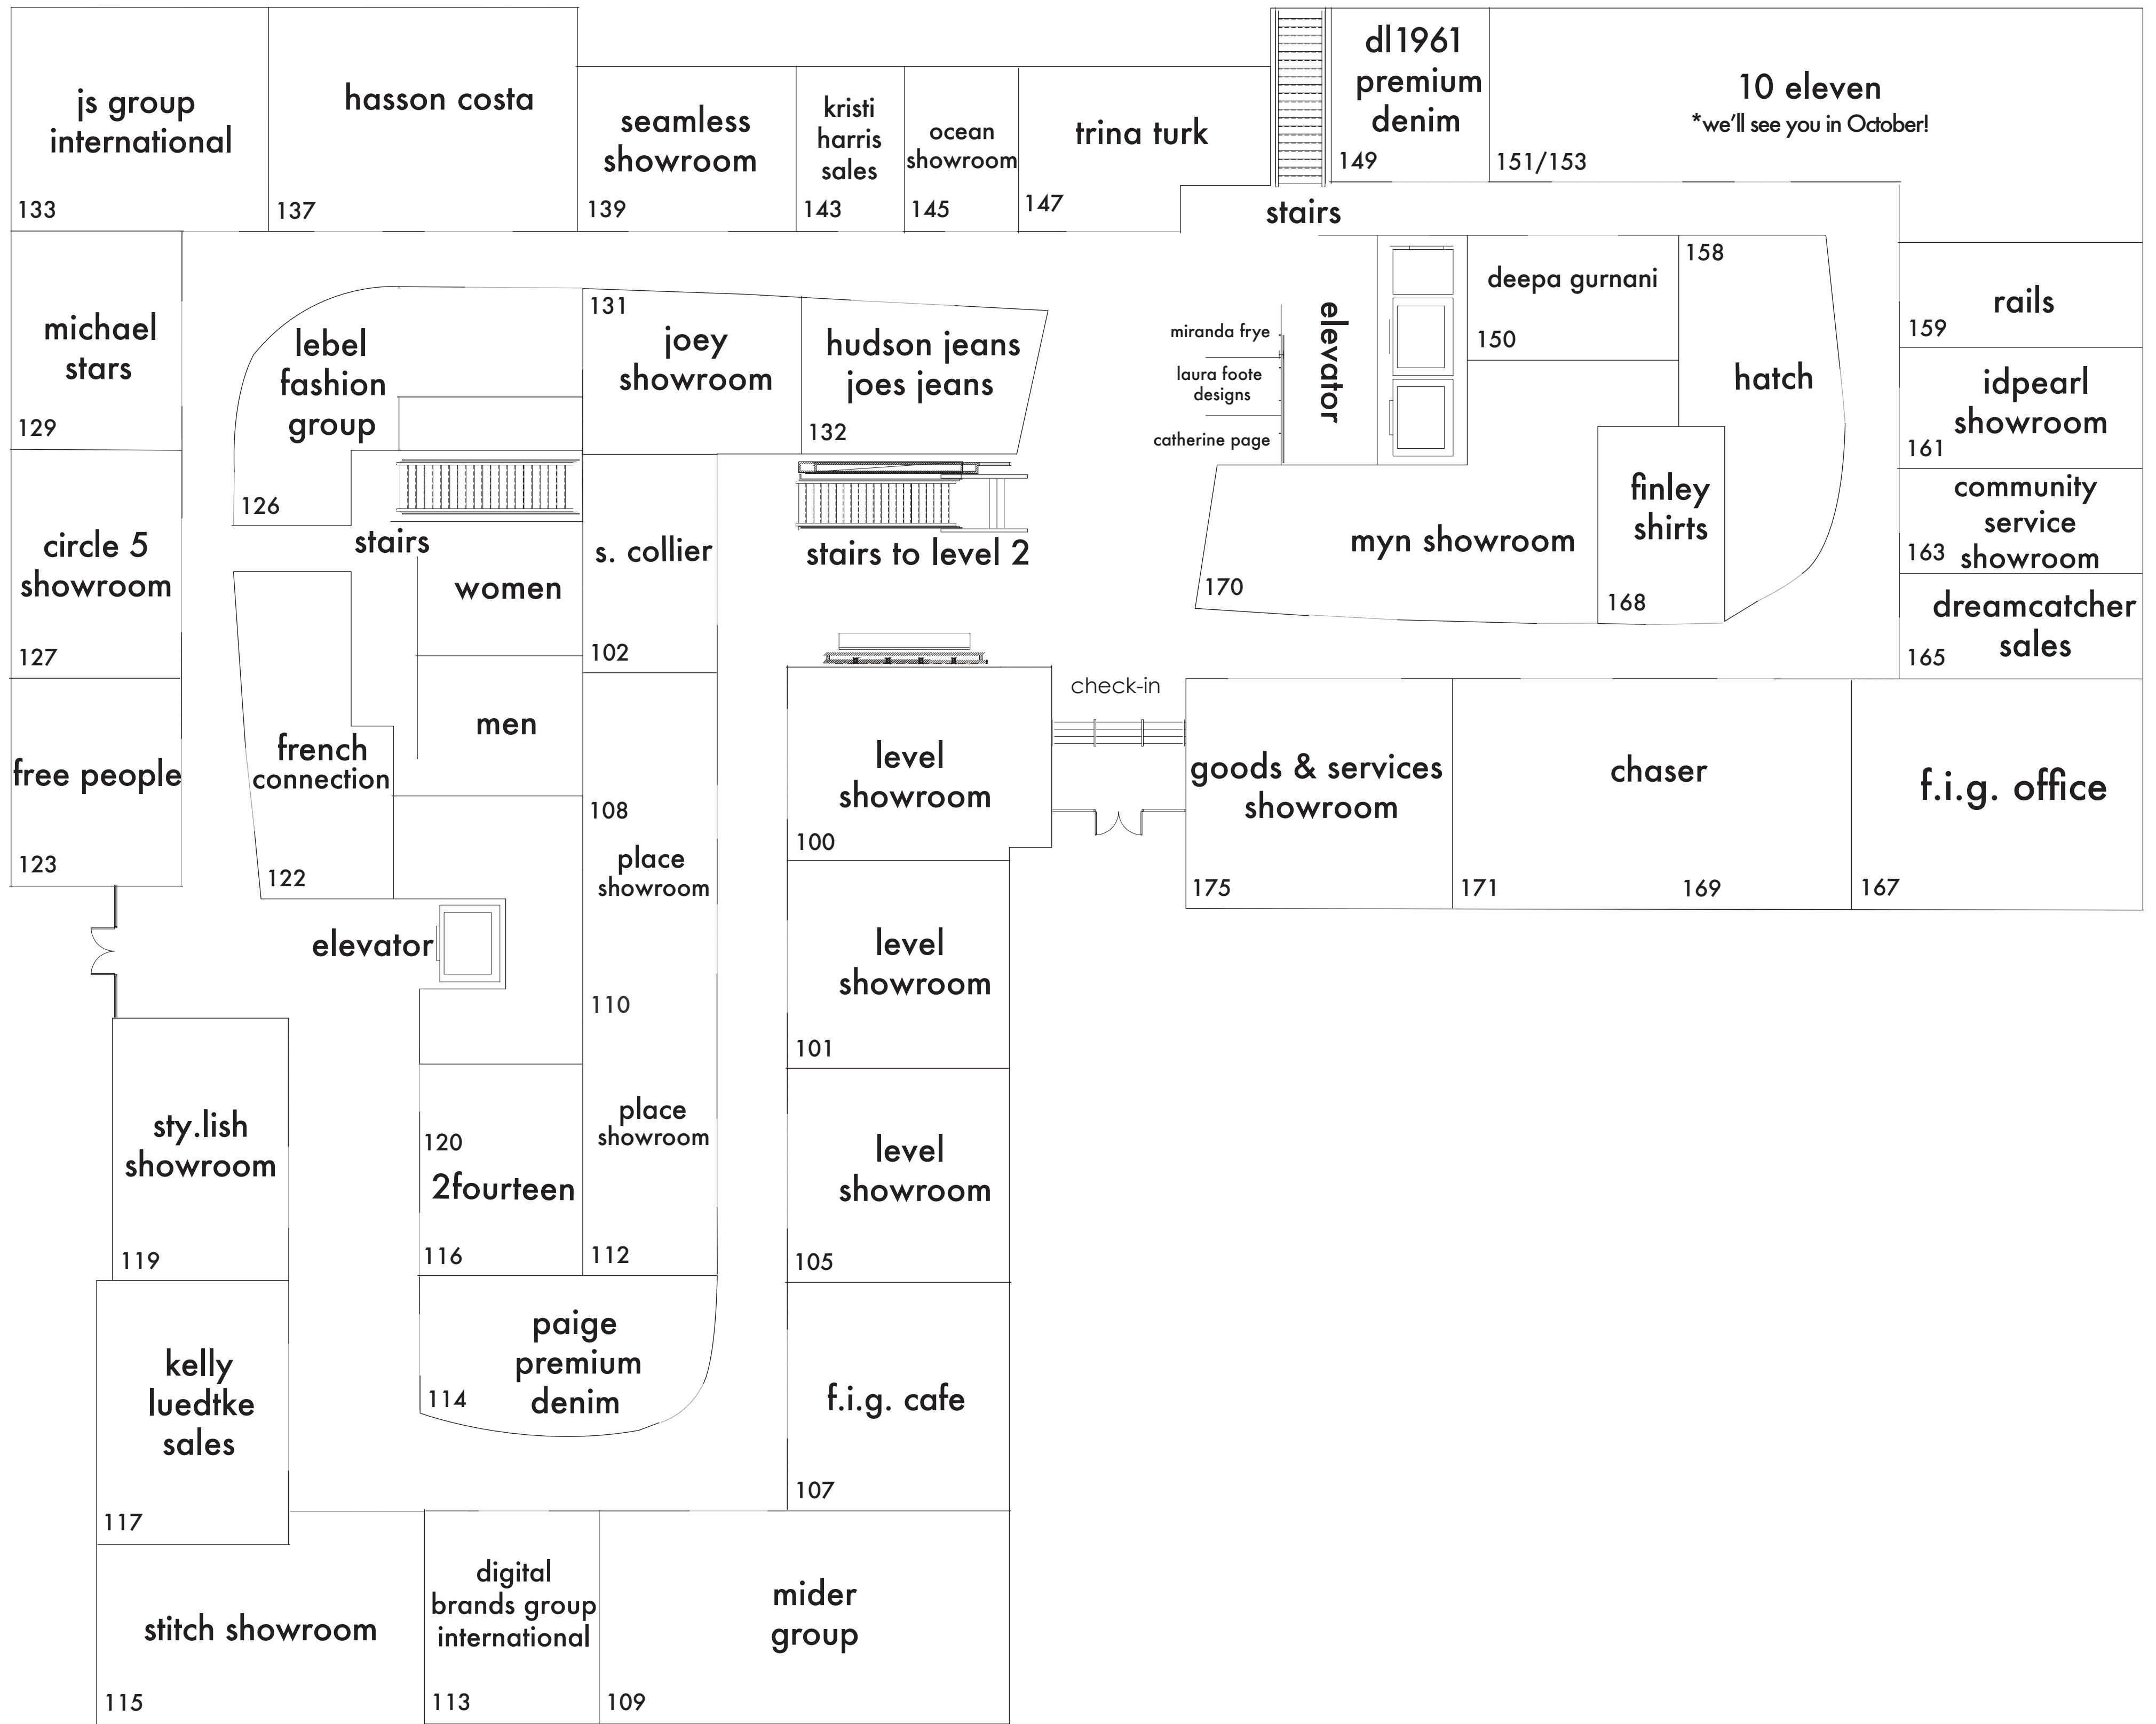 js group
international
133
hasson costa
137
seamless
showroom
139
kristi
harris
sales
143
ocean
showroom
145
trina turk
147
stairs
dl1961
premium
denim
149
10 eleven
*we'll see you in October!
151/153
michael
stars
129
lebel
fashion
group
126
131
joey
showroom
hudson jeans
joes jeans
132
miranda frye
laura foote
designs
catherine page
elevator
deepa gurnani
150
158
hatch
rails
159
idpearl
showroom
161
community
service
showroom
163
dreamcatcher
sales
165
circle 5
showroom
127
stairs
women
men
s. collier
102
stairs to level 2
myn showroom
170
finley
shirts
168
free people
123
french
connection
122
108
place
showroom
110
place
showroom
112
level
showroom
100
check-in
goods & services
showroom
175
chaser
171
169
f.i.g. office
167
elevator
level
showroom
101
sty.lish
showroom
119
120
2fourteen
116
level
showroom
105
kelly
luedtke
sales
117
paige
premium
denim
114
f.i.g. cafe
107
stitch showroom
115
digital
brands group
international
113
mider
group
109